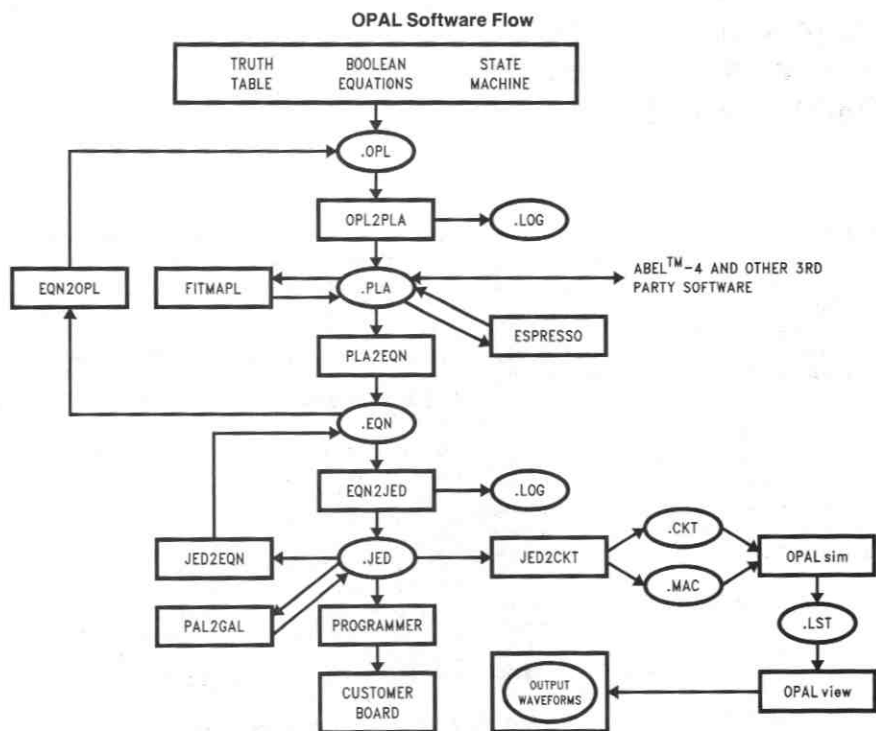 OPAL Software Flow
TRUTH TABLE
BOOLEAN EQUATIONS
STATE MACHINE
.OPL
OPL2PLA
.LOG
EQN2OPL
FITMAPL
.PLA
ABEL™-4 AND OTHER 3RD
PARTY SOFTWARE
ESPRESSO
PLA2EQN
.EQN
EQN2JED
.LOG
JED2EQN
.JED
JED2CKT
.CKT
.MAC
OPAL sim
PAL2GAL
PROGRAMMER
.LST
CUSTOMER
BOARD
OUTPUT
WAVEFORMS
OPAL view